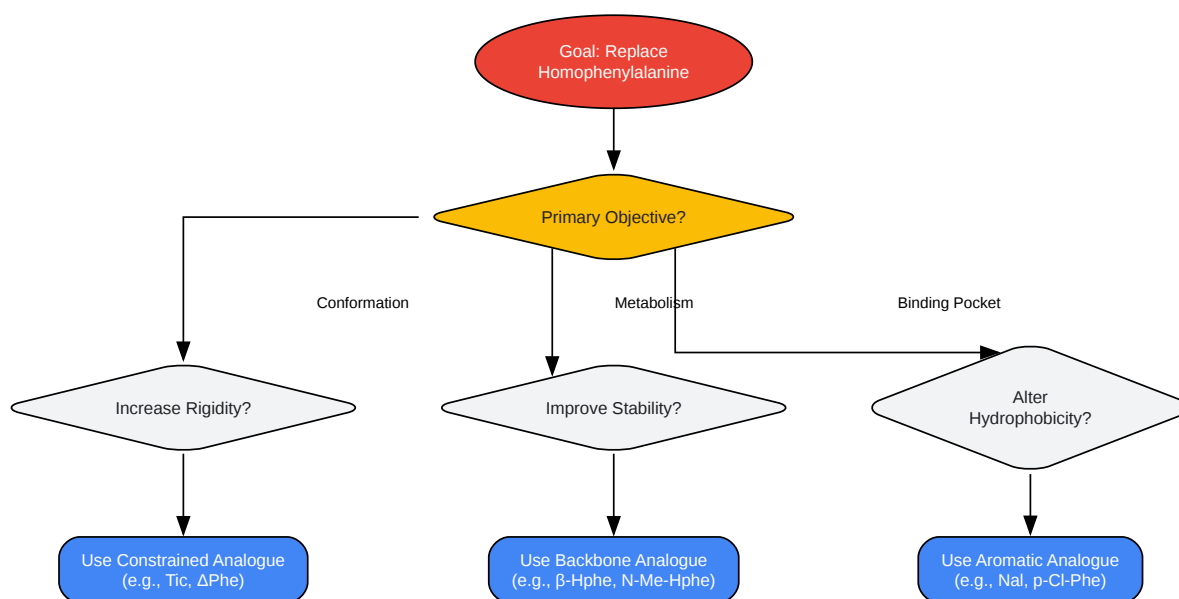 Goal: Replace
Homophenylalanine
Primary Objective?
Conformation
Metabolism
Binding Pocket
Increase Rigidity?
Improve Stability?
Alter
Hydrophobicity?
Use Constrained Analogue
(e.g., Tic, ΔPhe)
Use Backbone Analogue
(e.g., β-Hphe, N-Me-Hphe)
Use Aromatic Analogue
(e.g., Nal, p-Cl-Phe)